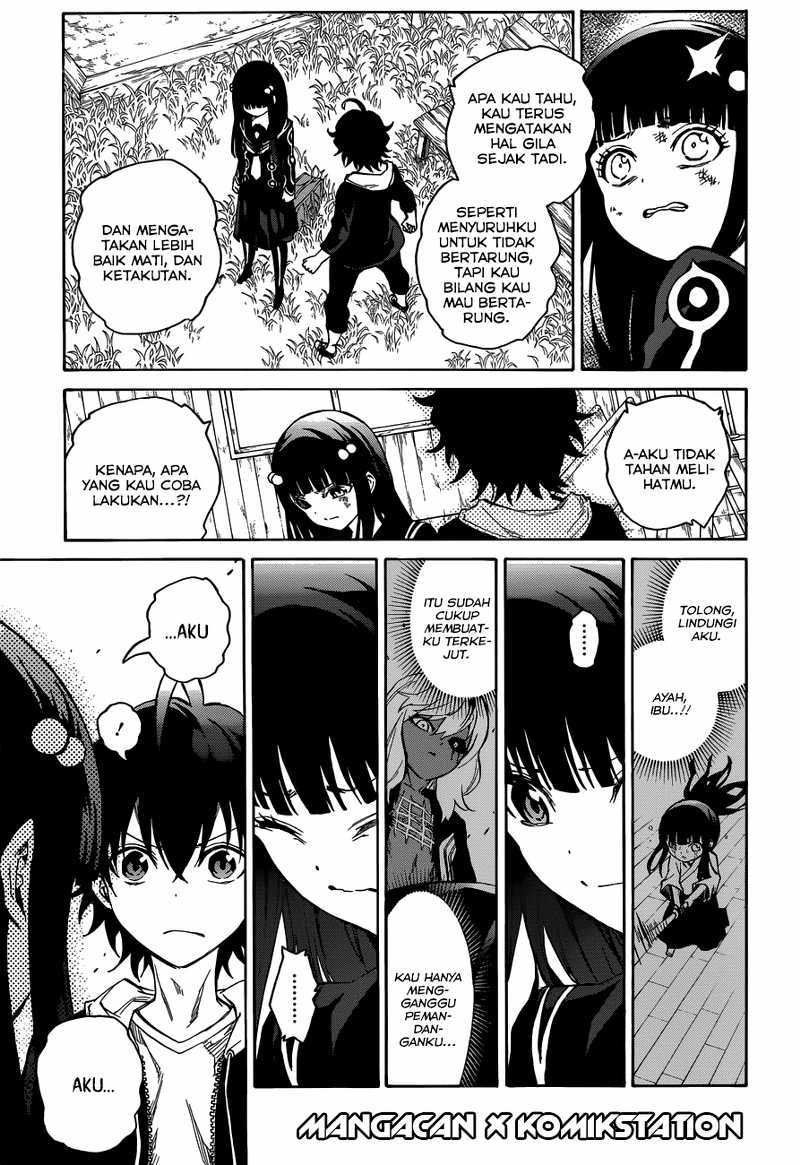 APA KAU TAHU,
KAU TERUS
MENGATAKAN
HAL GILA
SEJAK TADI.
SEPERTI
MENYURUHKU
UNTUK TIDAK
BERTARUNG,
TAPI KAU
BILANG KAU
MAU BERTA-
RUNG.
DAN MENGA-
TAKAN LEBIH
BAIK MATI, DAN
KETAKUTAN.
A-AKU TIDAK
TAHAN MELI-
HATMU.
KENAPA, APA
YANG KAU COBA
LAKUKAN...?!
TOLONG,
LINDUNGI
AKU.
AYAH,
IBU...!!
........
ITU SUDAH
CUKUP
MEMBUAT-
KU TERKE-
JUT.
KAU HANYA
MENG-
GANGGU
PEMAN-
DAN-
GANKU...
........
...AKU
!
AKU...
MANGACAN X KOMIKSTATION